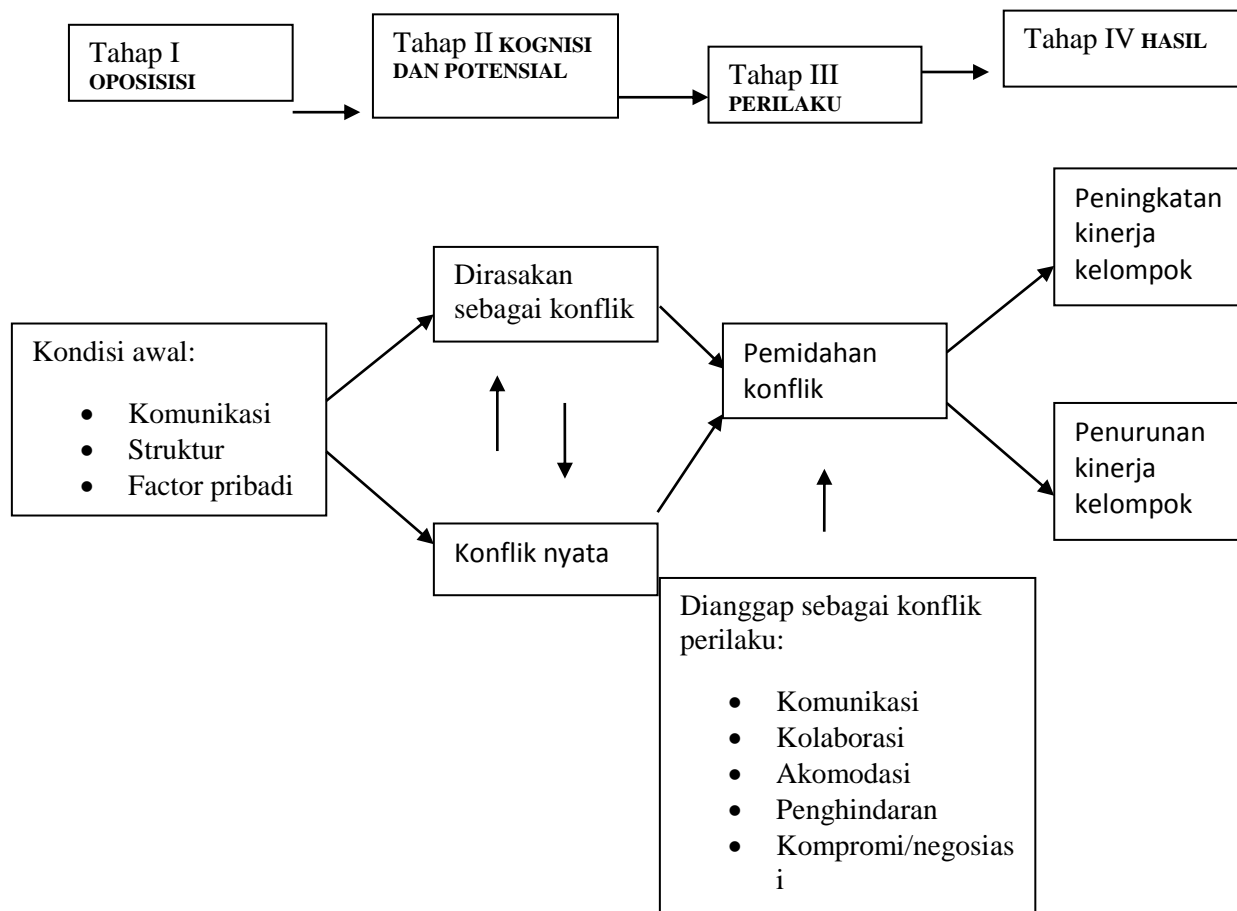 Tahap I
OPOSISISI
Tahap II KOGNISI
DAN POTENSIAL
Tahap III
PERILAKU
Tahap IV HASIL
Kondisi awal:
• Komunikasi
• Struktur
• Factor pribadi
Dirasakan
sebagai konflik
Konflik nyata
Pemidahan
konflik
Dianggap sebagai konflik
perilaku:
• Komunikasi
• Kolaborasi
• Akomodasi
• Penghindaran
• Kompromi/negosias
i
Peningkatan
kinerja
kelompok
Penurunan
kinerja
kelompok